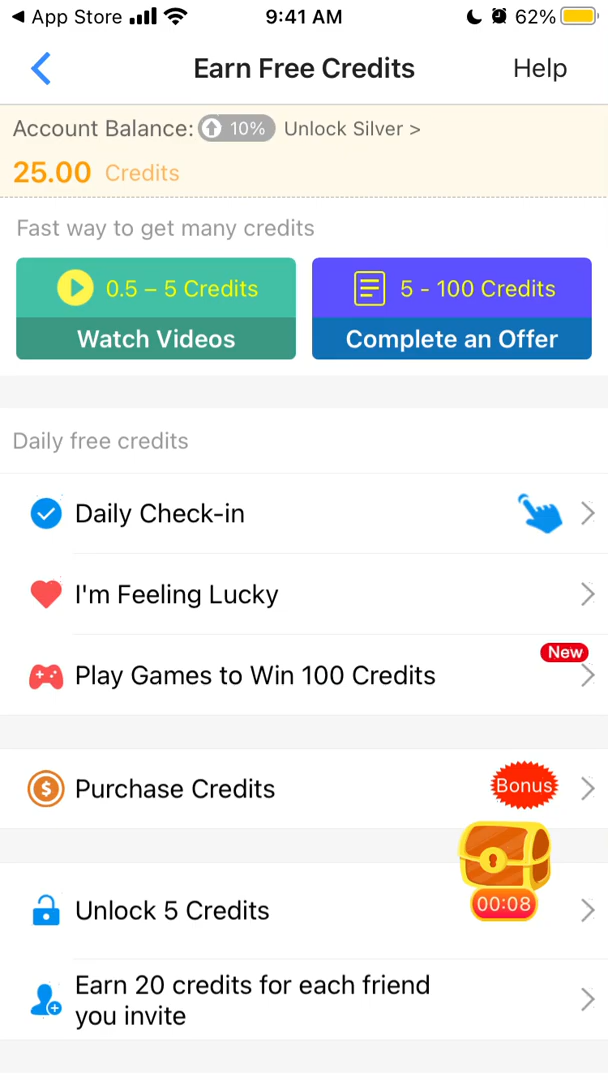 App Store 9:41 AM 62%
Earn Free Credits Help
Account Balance: 10% Unlock Silver >
25.00 Credits
Fast way to get many credits
0.5 – 5 Credits
Watch Videos
5 - 100 Credits
Complete an Offer
Daily free credits
Daily Check-in
I'm Feeling Lucky
New
Play Games to Win 100 Credits
Purchase Credits Bonus
Unlock 5 Credits 00:08
Earn 20 credits for each friend
you invite